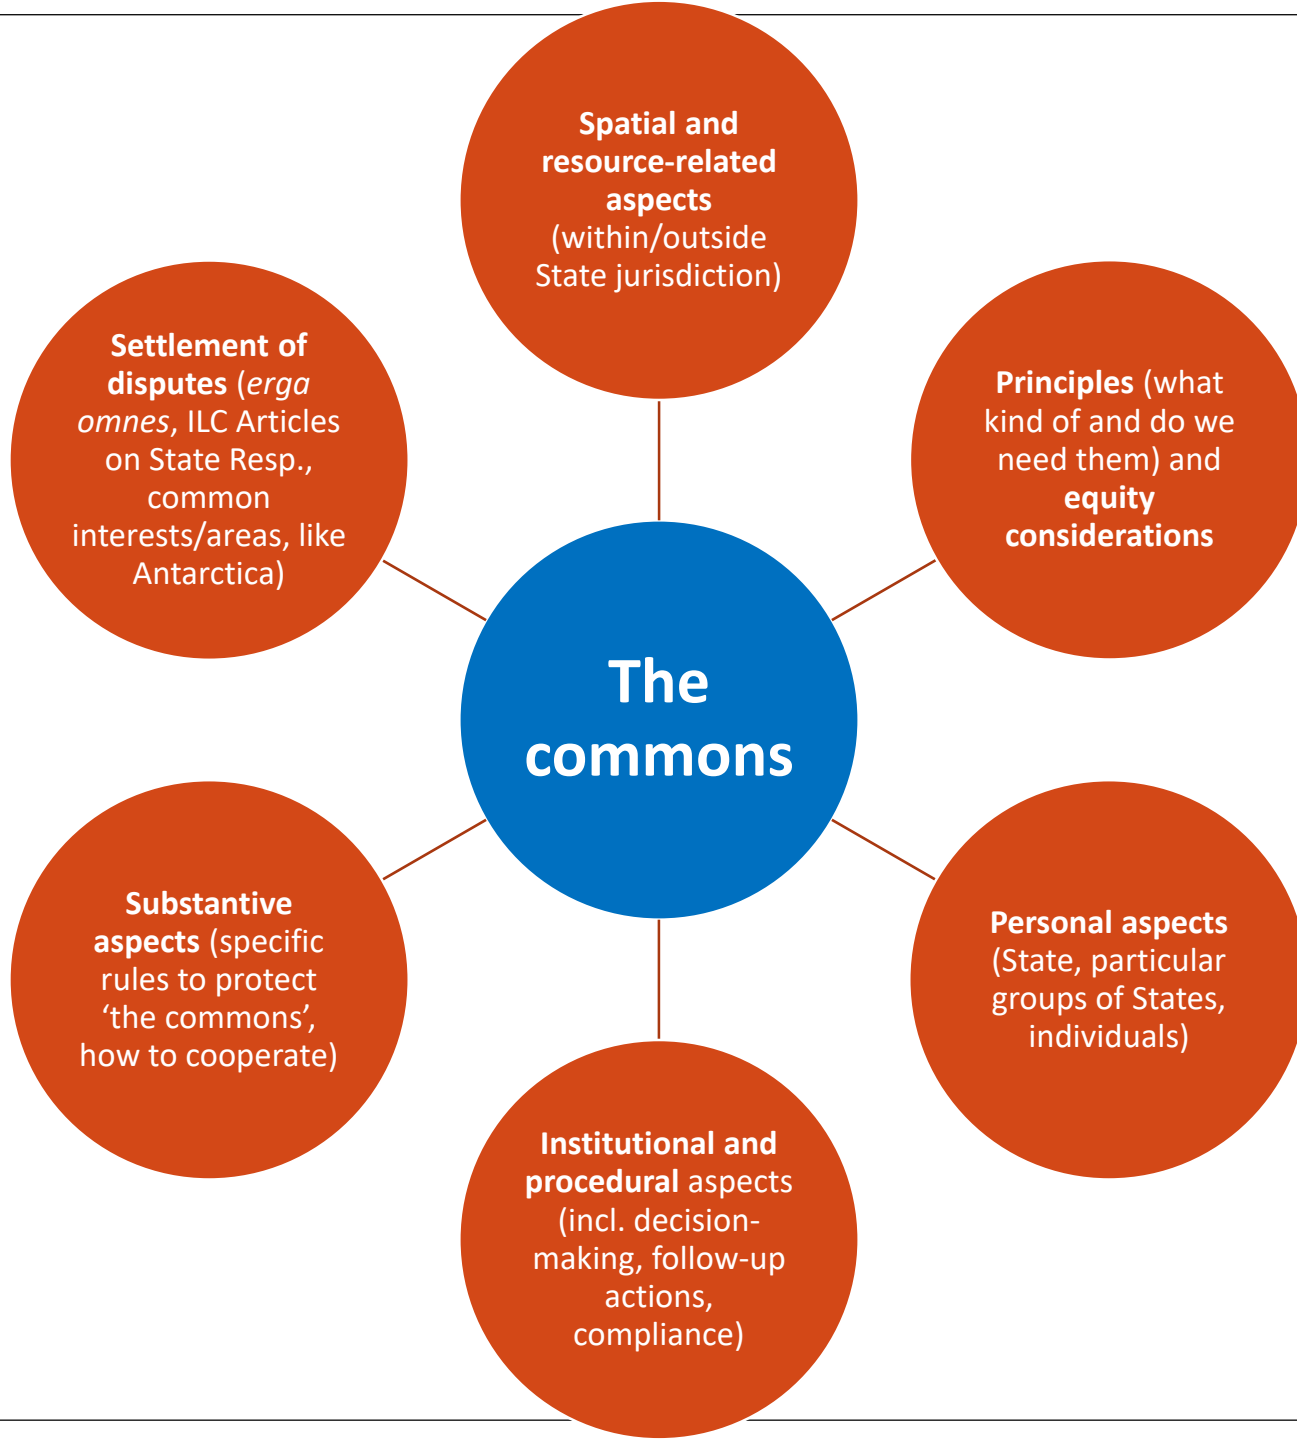 Spatial and
resource-related
aspects
(within/outside
State jurisdiction)
Principles (what
kind of and do we
need them) and
equity
considerations
Personal aspects
(State, particular
groups of States,
individuals)
Institutional and
procedural aspects
(incl. decision-
making, follow-up
actions,
compliance)
Substantive
aspects (specific
rules to protect
‘the commons’,
how to cooperate)
Settlement of
disputes (erga
omnes, ILC Articles
on State Resp.,
common
interests/areas, like
Antarctica)
The
commons